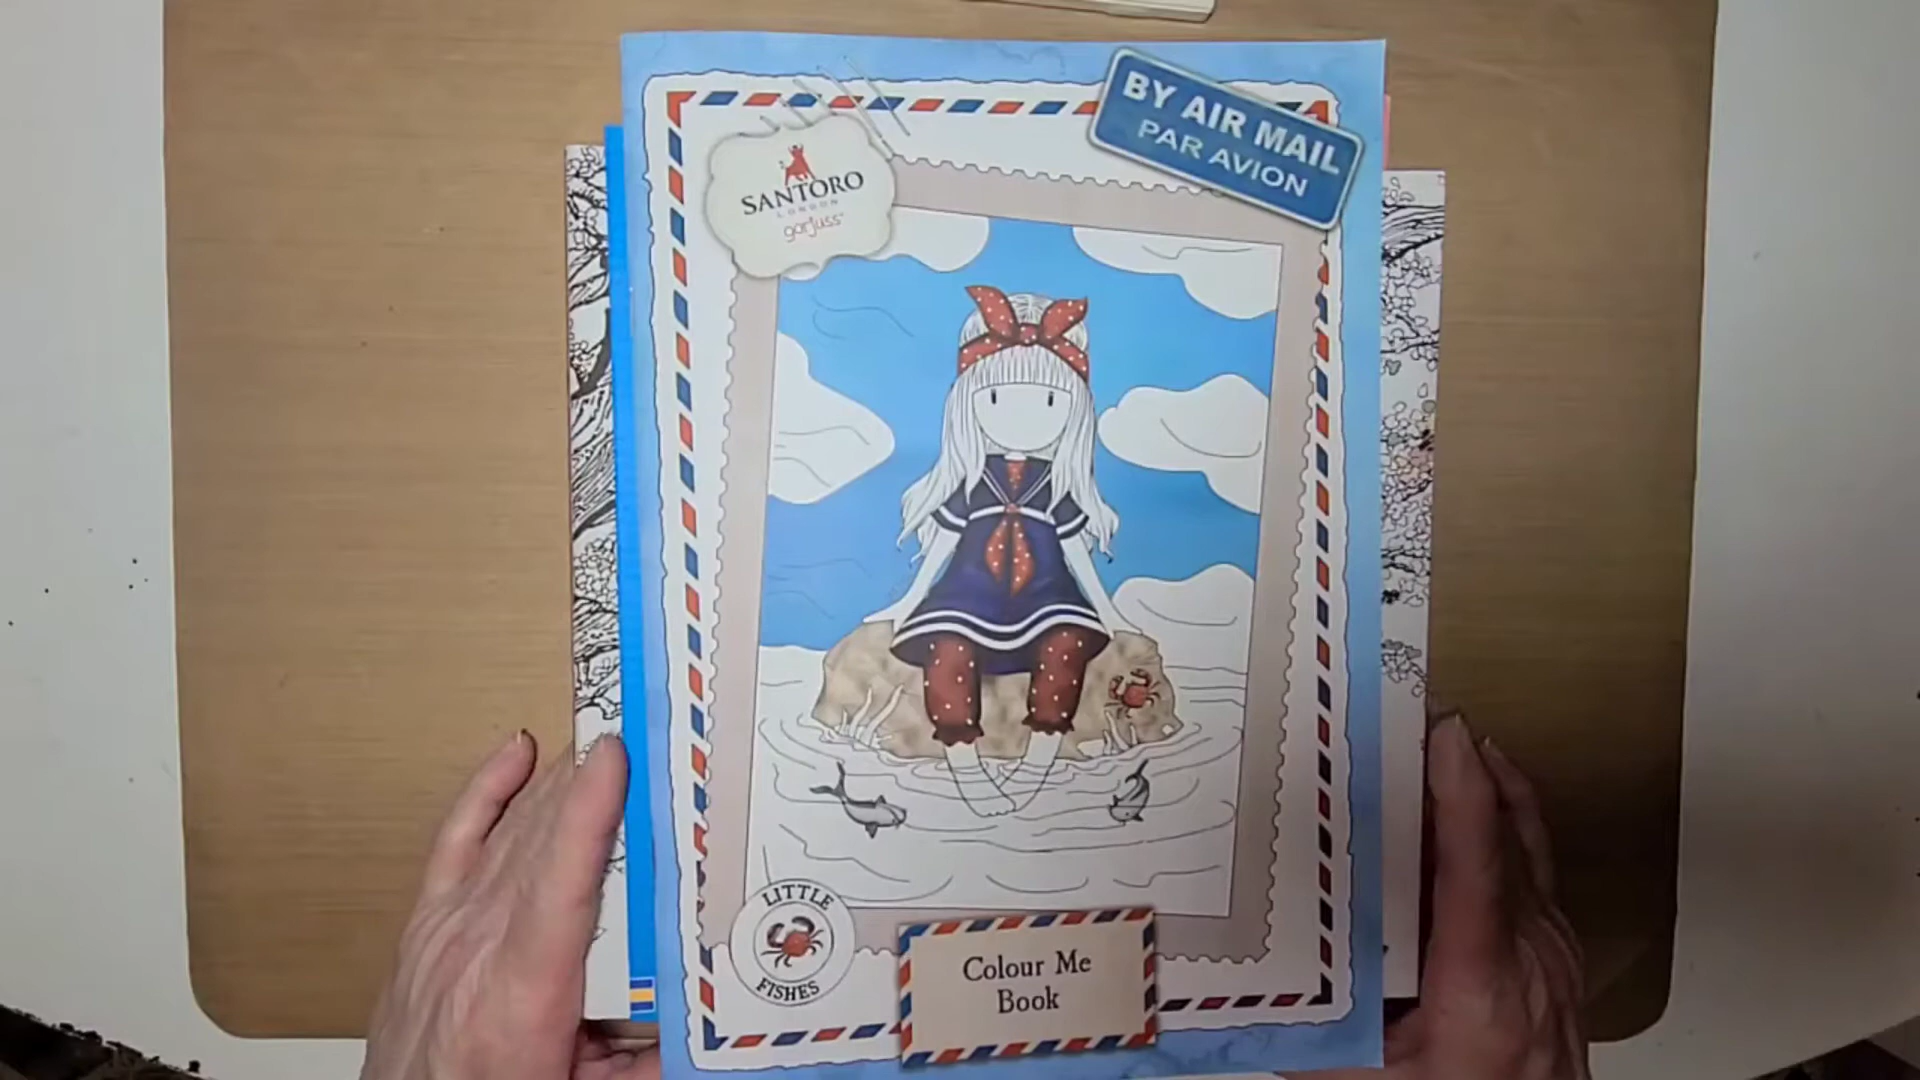 BY AIR MAIL
PAR AVION
SANTORO
LONDON
gorjuss
LITTLE
FISHES
Colour Me
Book